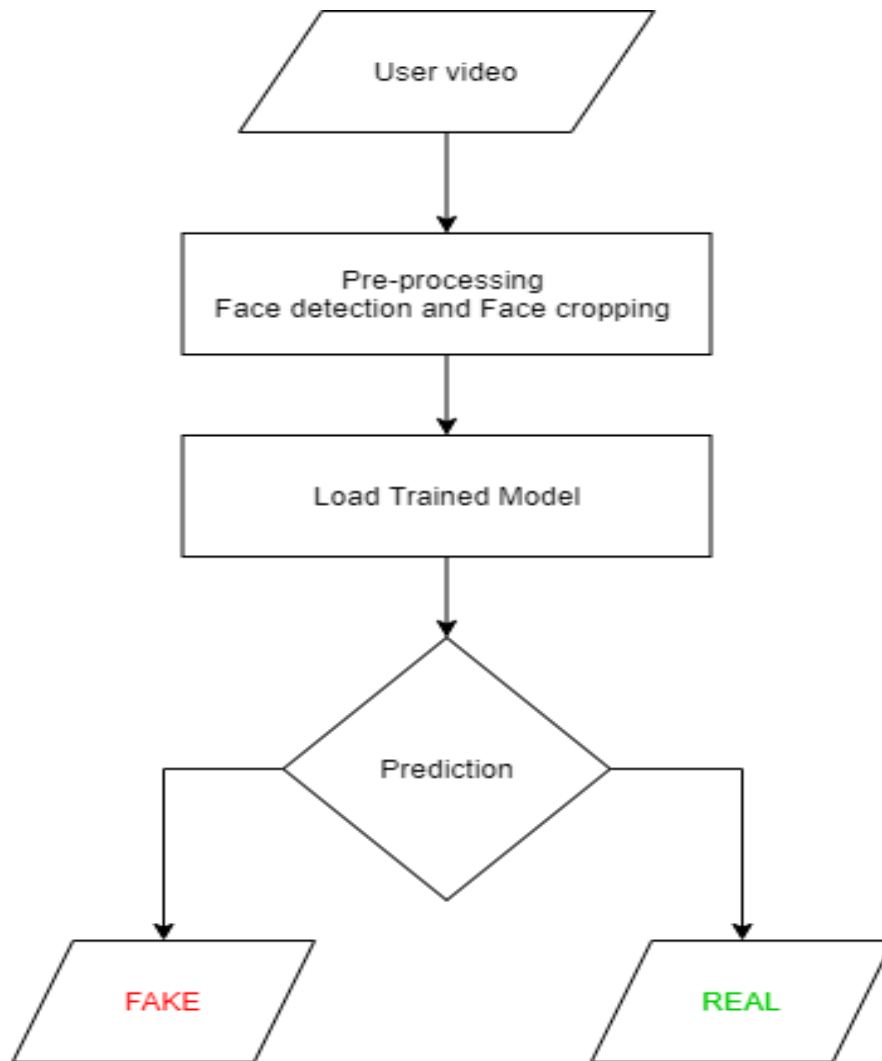 User video
Pre-processing
Face detection and Face cropping
Load Trained Model
Prediction
FAKE
REAL